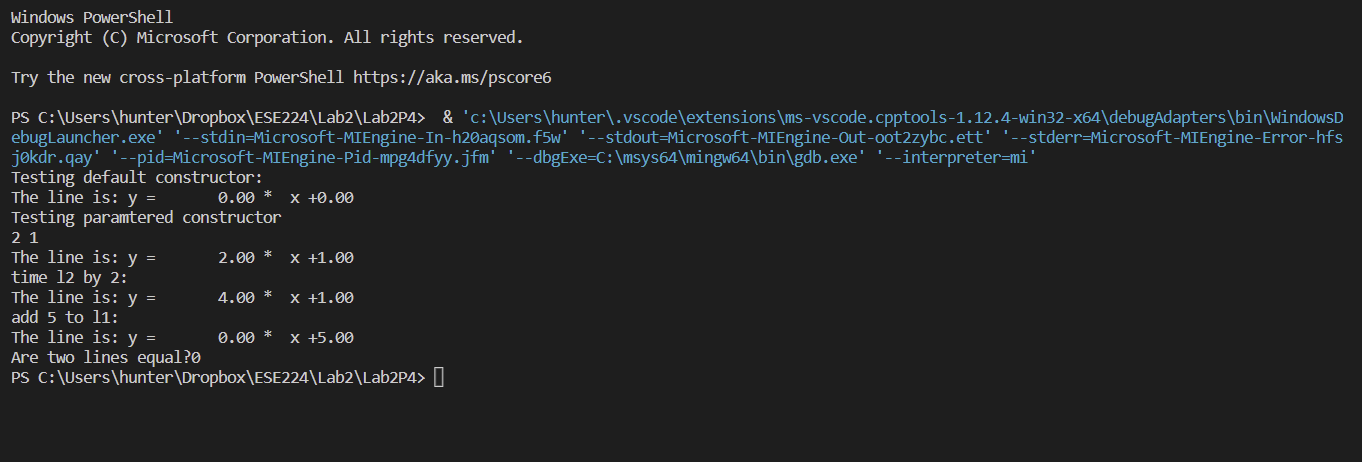 Windows PowerShell
Copyright (C) Microsoft Corporation. All rights reserved.
Try the new cross-platform PowerShell https://aka.ms/pscore6
PS C:\Users\hunter\Dropbox\ESE224\Lab2\Lab2P4>  & 'c:\Users\hunter\.vscode\extensions\ms-vscode.cpptools-1.12.4-win32-x64\debugAdapters\bin\WindowsD
ebugLauncher.exe' '--stdin=Microsoft-MIEngine-In-h20aqsom.f5w' '--stdout=Microsoft-MIEngine-Out-oot2zybc.ett' '--stderr=Microsoft-MIEngine-Error-hfs
j0kdr.qay' '--pid=Microsoft-MIEngine-Pid-mpg4dfyy.jfm' '--dbgExe=C:\msys64\mingw64\bin\gdb.exe' '--interpreter=mi'
Testing default constructor:
The line is: y =       0.00 *  x +0.00
Testing paramtered constructor
2 1
The line is: y =       2.00 *  x +1.00
time l2 by 2:
The line is: y =       4.00 *  x +1.00
add 5 to l1:
The line is: y =       0.00 *  x +5.00
Are two lines equal?0
PS C:\Users\hunter\Dropbox\ESE224\Lab2\Lab2P4>